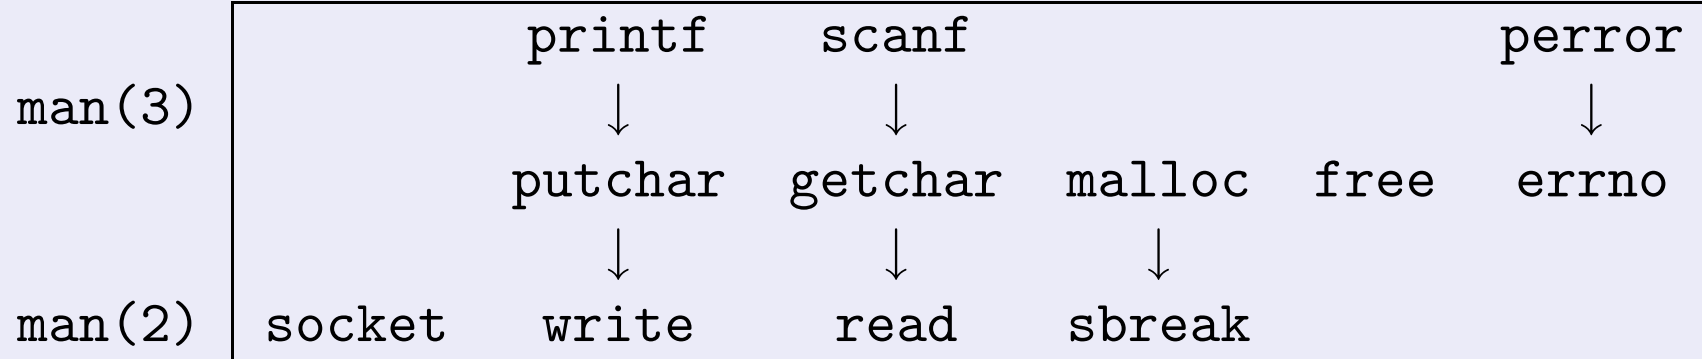 printf scanf perror
man(3)
↓ ↓ ↓
putchar getchar malloc free errno
↓ ↓ ↓
man(2) socket write read sbreak